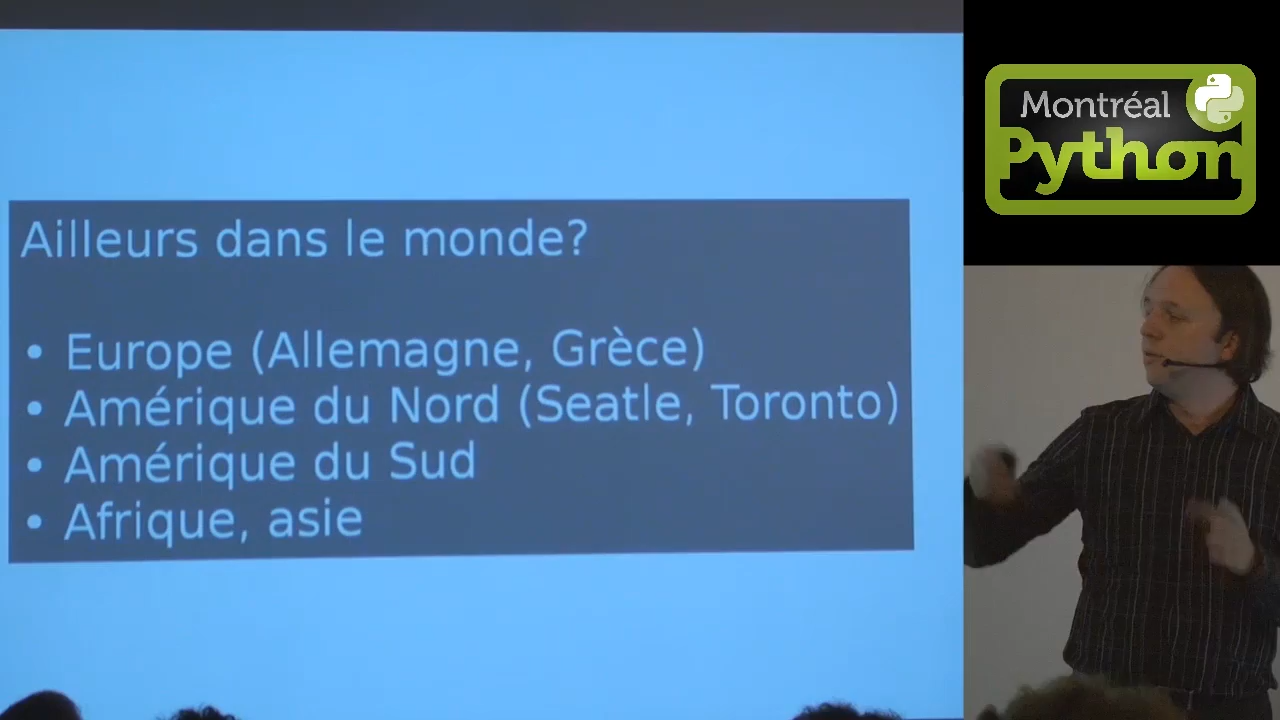 Ailleurs dans le monde?
• Europe (Allemagne, Grèce)
• Amérique du Nord (Seatle, Toronto)
• Amérique du Sud
• Afrique, asie
Montréal
Python